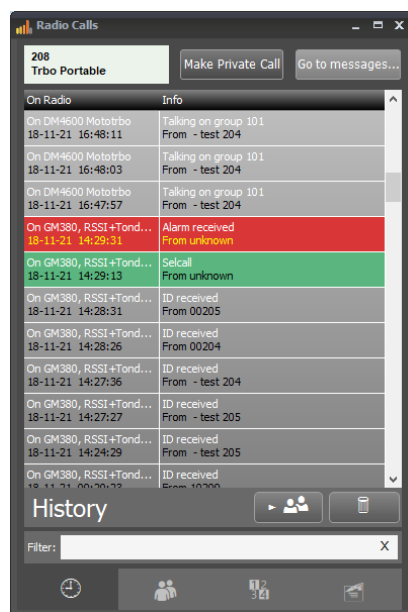 Radio Calls
208
Trbo Portable
Make Private Call
Go to messages...
On Radio Info
On DM4600 Mototrbo Talking on group 101
18-11-21 16:48:11 From - test 204
On DM4600 Mototrbo Talking on group 101
18-11-21 16:48:03 From - test 204
On DM4600 Mototrbo Talking on group 101
18-11-21 16:47:57 From - test 204
On GM380, RSSI+Tond... Alarm received
18-11-21 14:29:31 From unknown
On GM380, RSSI+Tond... Selcall
18-11-21 14:29:13 From unknown
On GM380, RSSI+Tond... ID received
18-11-21 14:28:31 From 00205
On GM380, RSSI+Tond... ID received
18-11-21 14:28:26 From 00204
On GM380, RSSI+Tond... ID received
18-11-21 14:27:36 From - test 204
On GM380, RSSI+Tond... ID received
18-11-21 14:27:27 From - test 205
On GM380, RSSI+Tond... ID received
18-11-21 14:24:29 From - test 205
On GM380, RSSI+Tond... ID received
History
Filter: X
1 2
3 4